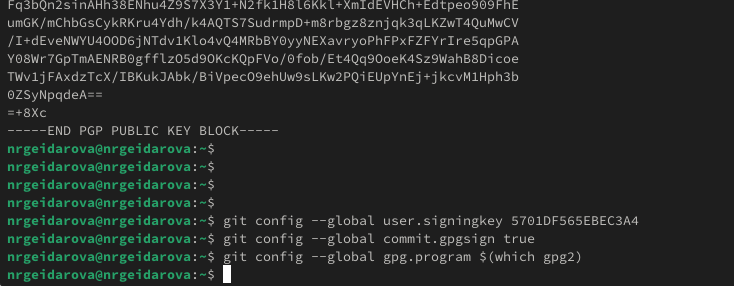 Fq3bQn2sinAHh38ENhu4Z9S7X3Y1+N2fk1H8l6Kkl+XmIdEVHCh+Edtpeo909FhE
umGK/mChbGsCykRKru4Ydh/k4AQTS7SudrmpD+m8rbgz8znjqk3qLKZwT4QuMwCV
/I+dEveNWYU4OOD6jNTdv1Klo4vQ4MRbBY0yyNEXavryoPhFPxFZFYrIre5qpGPA
Y08Wr7GpTmAENRB0gfflzO5d9OKcKQpFVo/0fob/Et4Qq9OoeK4Sz9WahB8Dicoe
TWv1jFAxdzTcX/IBKukJAbk/BiVpecO9ehUw9sLKw2PQiEUpYnEj+jkcvM1Hph3b
0ZSyNpqdeA==
=+8Xc
-----END PGP PUBLIC KEY BLOCK-----
nrgeidarova@nrgeidarova:~$
nrgeidarova@nrgeidarova:~$
nrgeidarova@nrgeidarova:~$
nrgeidarova@nrgeidarova:~$
nrgeidarova@nrgeidarova:~$ git config --global user.signingkey 5701DF565EBEC3A4
nrgeidarova@nrgeidarova:~$ git config --global commit.gpgsign true
nrgeidarova@nrgeidarova:~$ git config --global gpg.program $(which gpg2)
nrgeidarova@nrgeidarova:~$